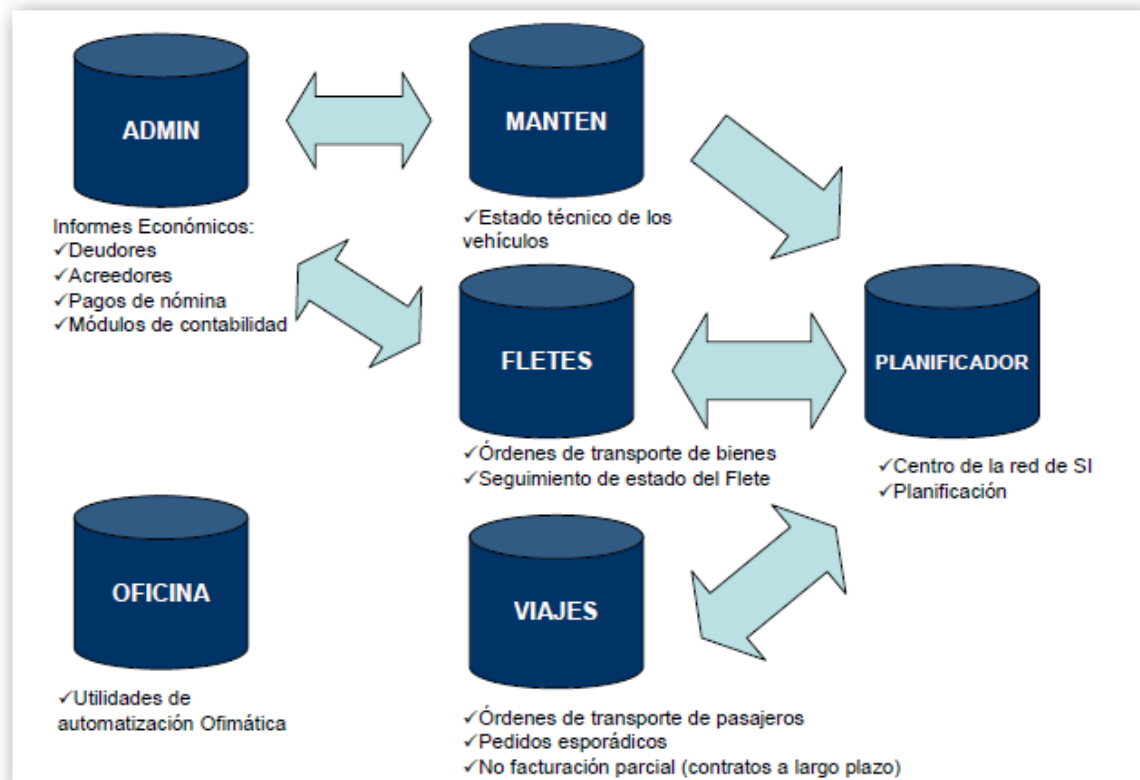 ADMIN
Informes Económicos:
✓Deudores
✓Acreedores
✓Pagos de nómina
✓Módulos de contabilidad
MANTEN
✓Estado técnico de los
vehículos
FLETES
✓Órdenes de transporte de bienes
✓Seguimiento de estado del Flete
PLANIFICADOR
✓Centro de la red de SI
✓Planificación
OFICINA
✓Utilidades de
automatización Ofimática
VIAJES
✓Órdenes de transporte de pasajeros
✓Pedidos esporádicos
✓No facturación parcial (contratos a largo plazo)